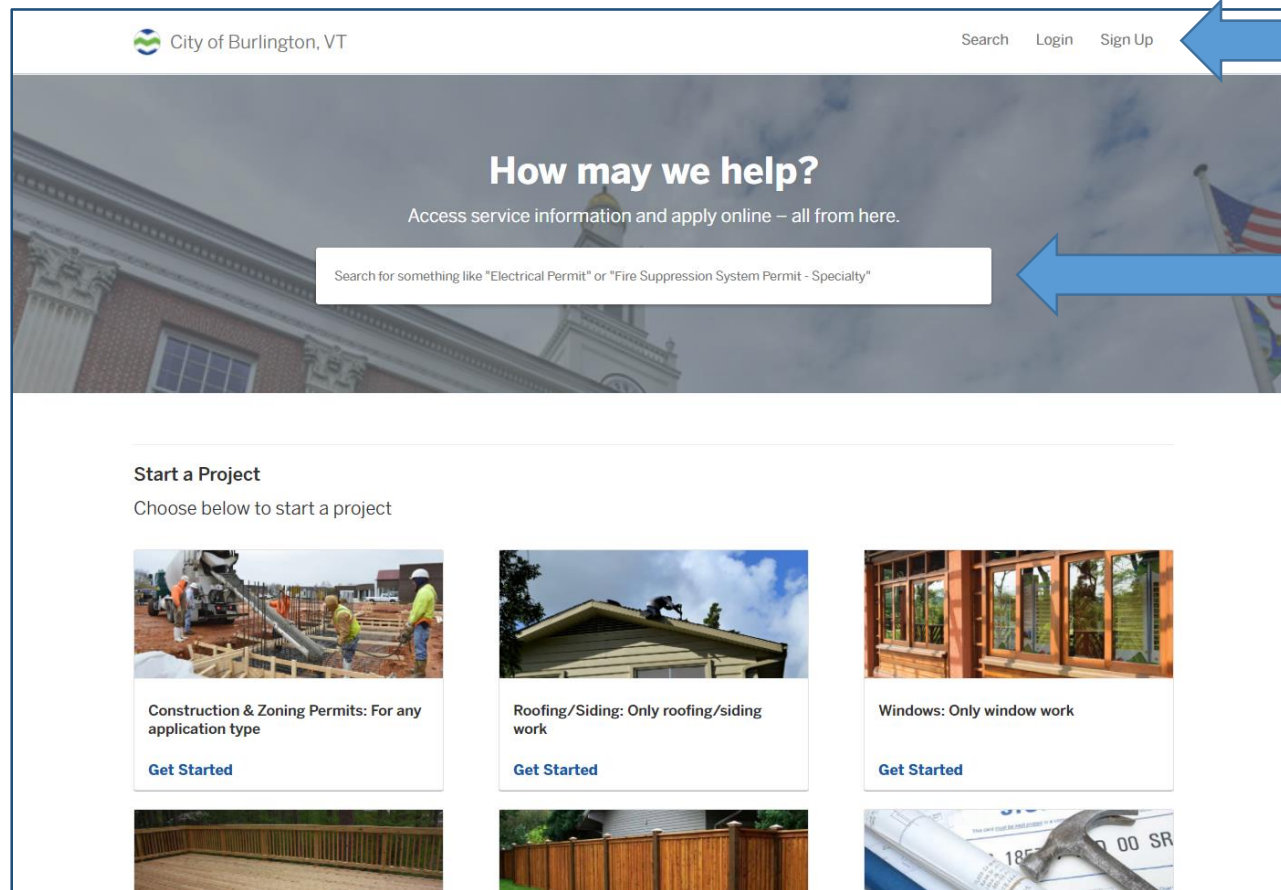 City of Burlington, VT
Search Login Sign Up
How may we help?
Access service information and apply online – all from here.
Search for something like "Electrical Permit" or "Fire Suppression System Permit - Specialty"
Start a Project
Choose below to start a project
Construction & Zoning Permits: For any
application type
Get Started
Roofing/Siding: Only roofing/siding
work
Get Started
Windows: Only window work
Get Started
00 SR